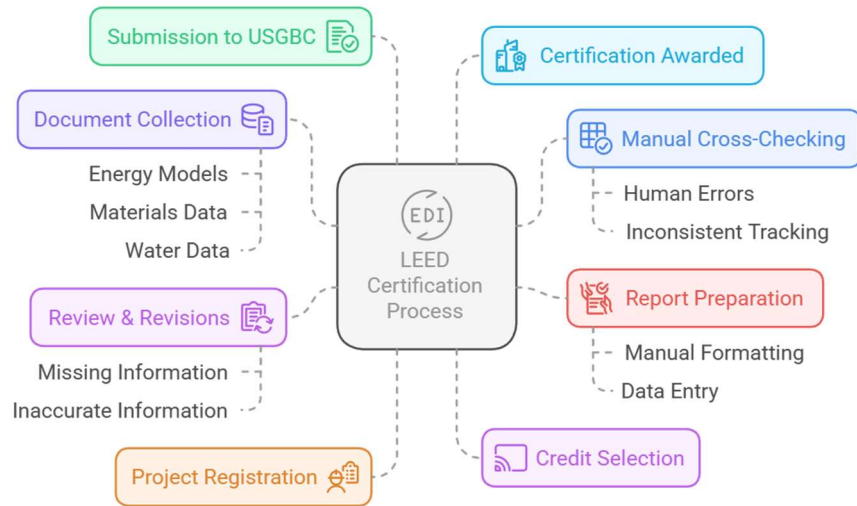 Submission to USGBC
Certification Awarded
Document Collection
Energy Models
Materials Data
Water Data
Manual Cross-Checking
Human Errors
Inconsistent Tracking
EDI
LEED
Certification
Process
Review & Revisions
Missing Information
Inaccurate Information
Report Preparation
Manual Formatting
Data Entry
Project Registration
Credit Selection